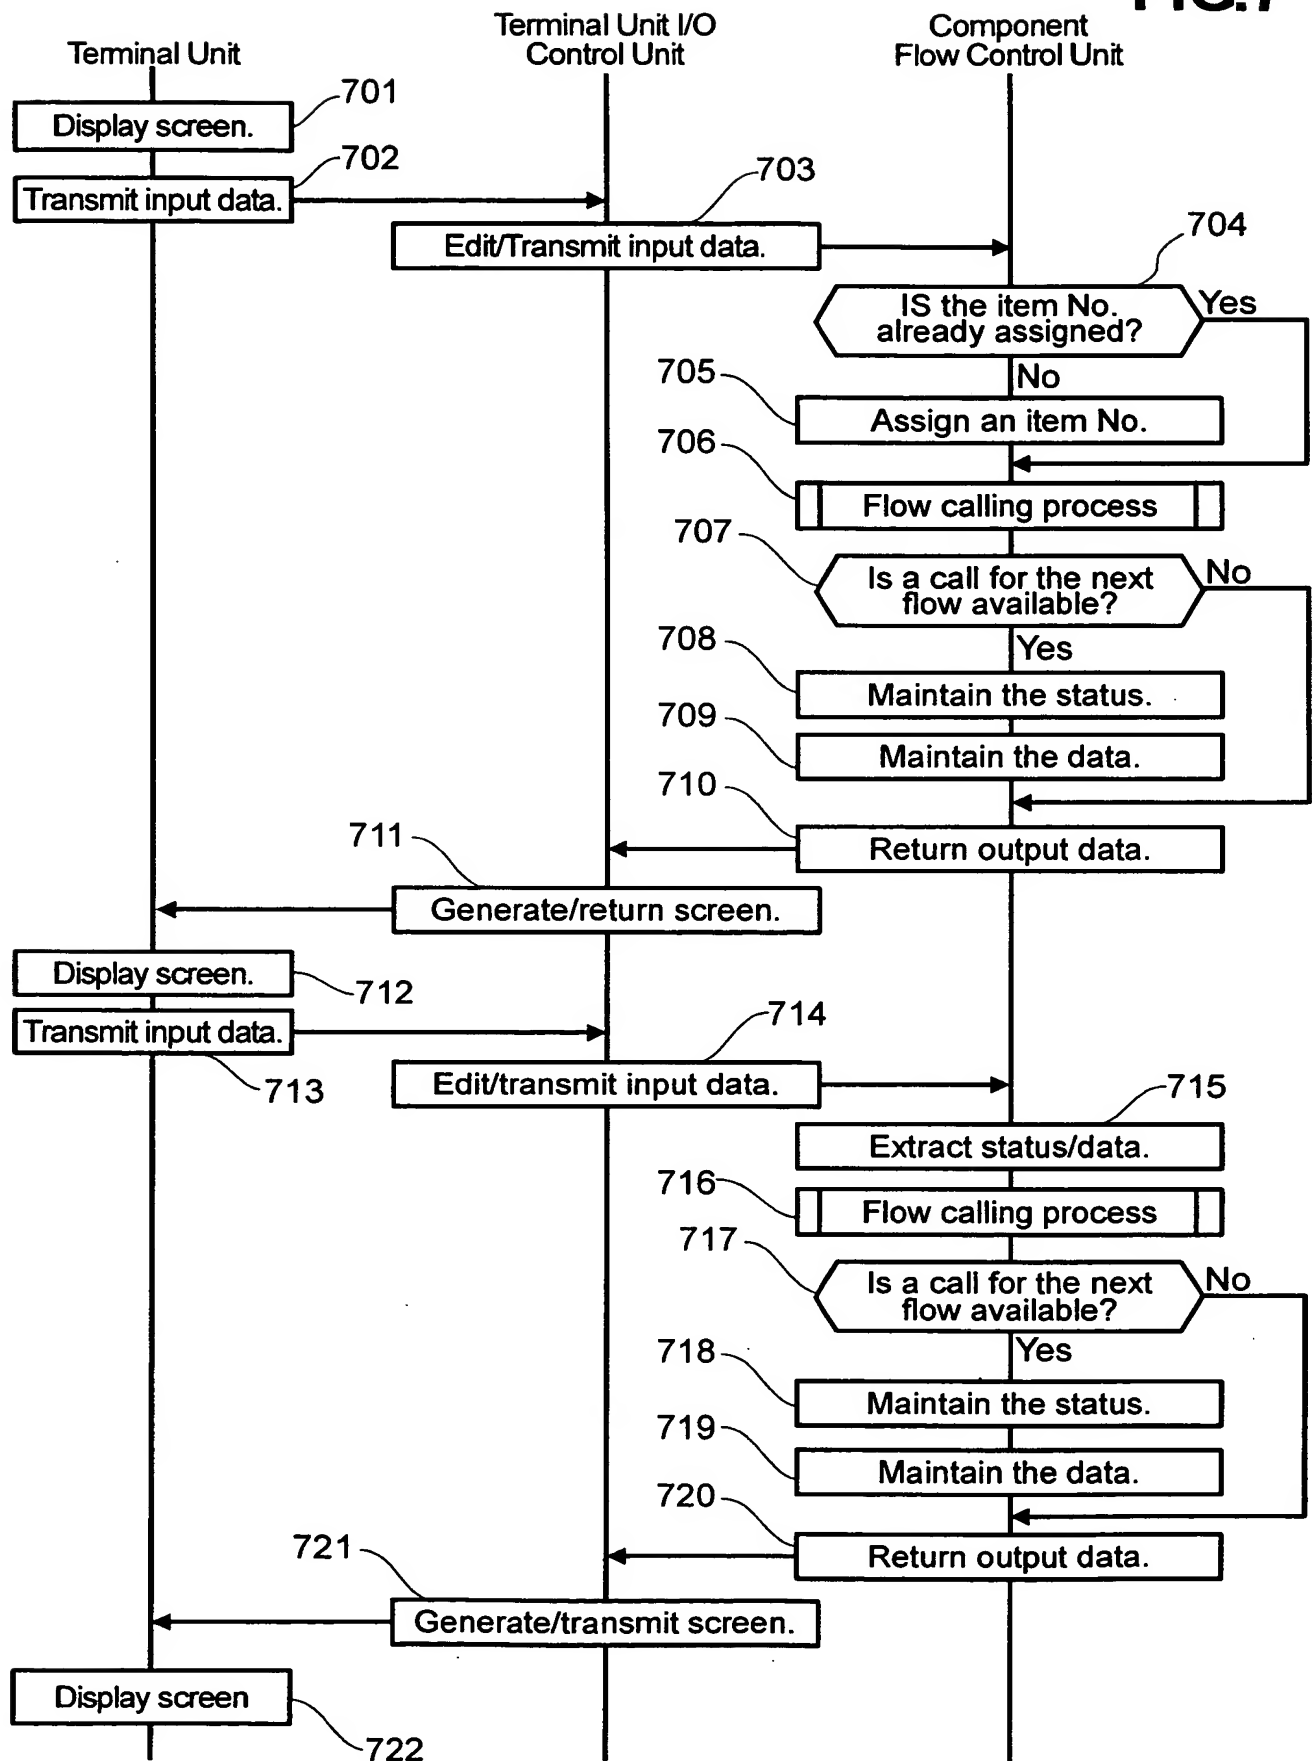 FIG.7
Terminal Unit
Terminal Unit I/O
Control Unit
Component
Flow Control Unit
701
Display screen.
702
Transmit input data.
703
Edit/Transmit input data.
704
IS the item No.
already assigned?
Yes
No
705
Assign an item No.
706
Flow calling process
707
Is a call for the next
flow available?
No
Yes
708
Maintain the status.
709
Maintain the data.
710
Return output data.
711
Generate/return screen.
Display screen.
712
Transmit input data.
713
714
Edit/transmit input data.
715
Extract status/data.
716
Flow calling process
717
Is a call for the next
flow available?
No
Yes
718
Maintain the status.
719
Maintain the data.
720
Return output data.
721
Generate/transmit screen.
Display screen
722